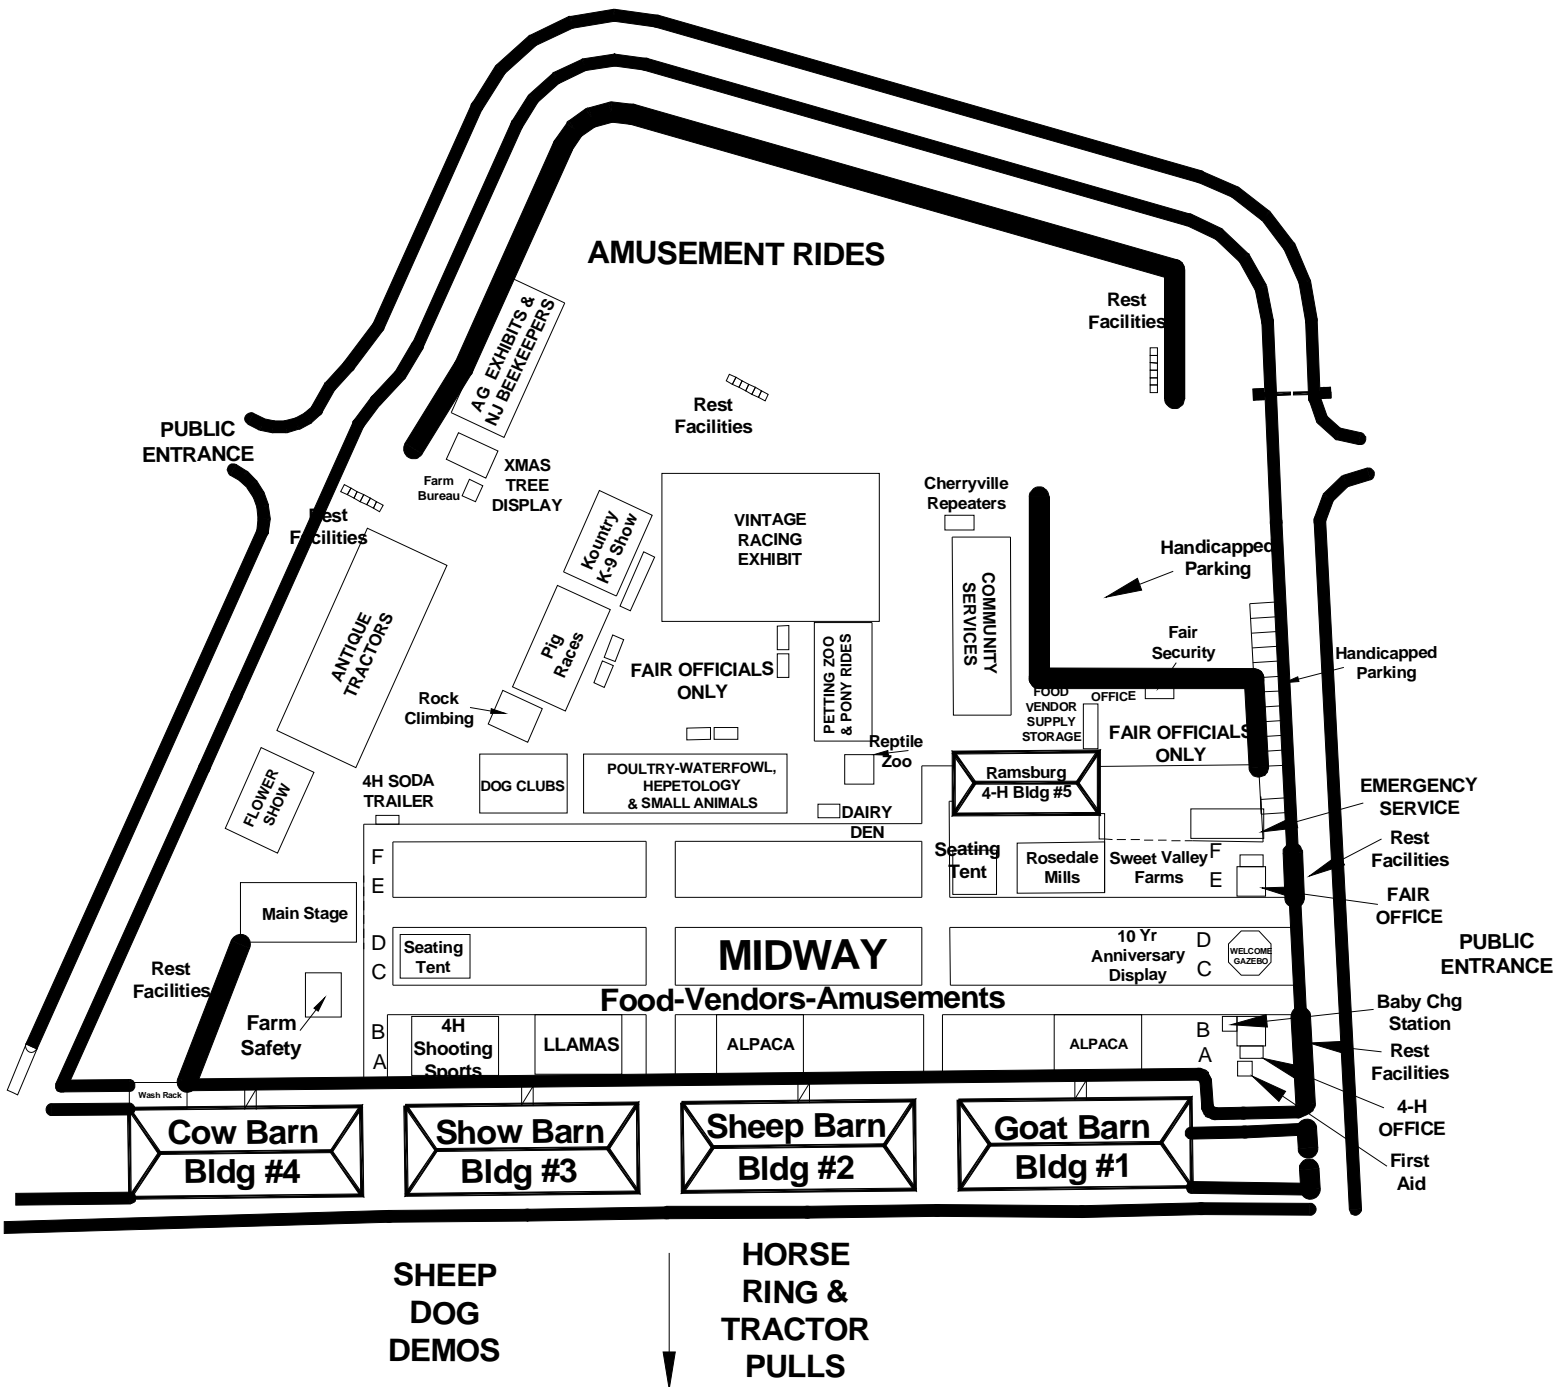 AMUSEMENT RIDES
Rest
Facilities
AG EXHIBITS &
NJ BEEKEEPERS
Rest
Facilities
PUBLIC
ENTRANCE
XMAS
TREE
DISPLAY
Farm
Bureau
Rest
Facilities
Kountry
K-9 Show
VINTAGE
RACING
EXHIBIT
Cherryville
Repeaters
Handicapped
Parking
COMMUNITY
SERVICES
ANTIQUE
TRACTORS
Pig
Races
FAIR OFFICIALS
ONLY
PETTING ZOO
& PONY RIDES
Fair
Security
Handicapped
Parking
Rock
Climbing
FOOD
VENDOR
SUPPLY
STORAGE
OFFICE
FAIR OFFICIALS
ONLY
Reptile
Zoo
FLOWER
SHOW
4H SODA
TRAILER
DOG CLUBS
POULTRY-WATERFOWL,
HEPETOLOGY
& SMALL ANIMALS
DAIRY
DEN
Ramsburg
4-H Bldg #5
EMERGENCY
SERVICE
Rest
Facilities
F
E
Seating
Tent
Rosedale
Mills
Sweet Valley
Farms
F
E
FAIR
OFFICE
Main Stage
D
C
Seating
Tent
MIDWAY
10 Yr
Anniversary
Display
D
C
WELCOME
GAZEBO
PUBLIC
ENTRANCE
Rest
Facilities
Food-Vendors-Amusements
Farm
Safety
B
A
4H
Shooting
Sports
LLAMAS
ALPACA
ALPACA
B
A
Baby Chg
Station
Rest
Facilities
4-H
OFFICE
First
Aid
Wash Rack
Cow Barn
Bldg #4
Show Barn
Bldg #3
Sheep Barn
Bldg #2
Goat Barn
Bldg #1
SHEEP
DOG
DEMOS
HORSE
RING &
TRACTOR
PULLS